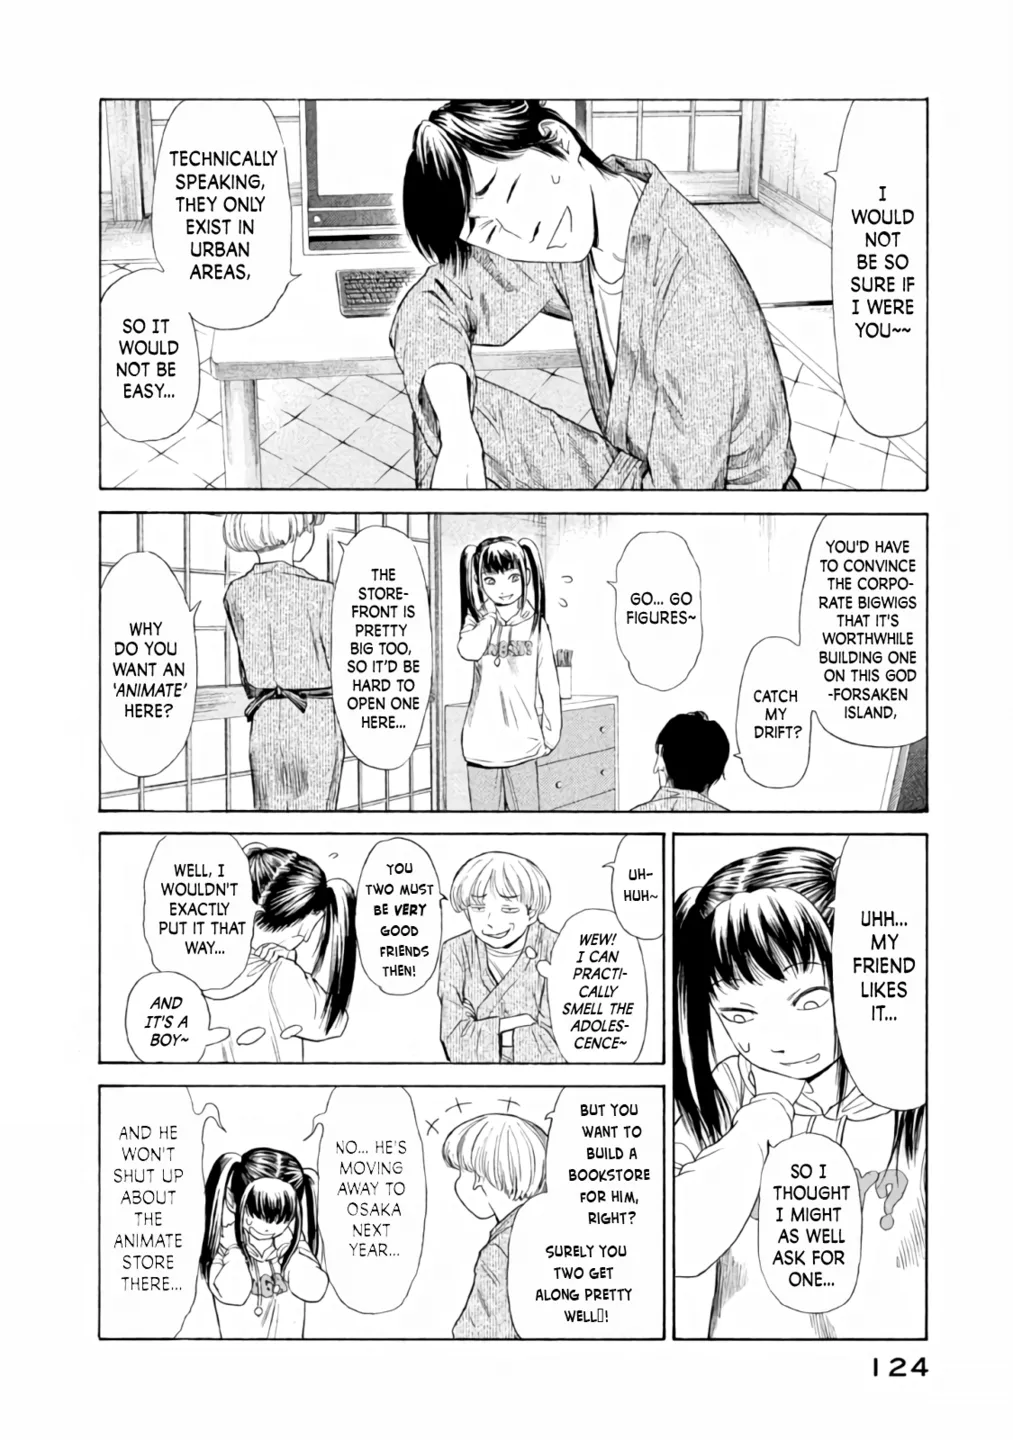 I
WOULD
NOT
BE SO
SURE IF
I WERE
YOU~~
TECHNICALLY
SPEAKING,
THEY ONLY
EXIST IN
URBAN
AREAS,
SO IT
WOULD
NOT BE
EASY...
YOU'D HAVE
TO CONVINCE
THE CORPO-
RATE BIGWIGS
THAT IT'S
WORTHWHILE
BUILDING ONE
ON THIS GOD
-FORSAKEN
ISLAND,
CATCH
MY
DRIFT?
GO... GO
FIGURES~
THE
STORE-
FRONT IS
PRETTY
BIG TOO,
SO IT'D BE
HARD TO
OPEN ONE
HERE...
WHY
DO YOU
WANT AN
'ANIMATE'
HERE?
UHH...
MY
FRIEND
LIKES
IT...
SO I
THOUGHT
I MIGHT
AS WELL
ASK FOR
ONE...
UH-
HUH~
WEW!
I CAN
PRACTI-
CALLY
SMELL THE
ADOLES-
CENCE~
YOU
TWO MUST
BE VERY
GOOD
FRIENDS
THEN!
WELL, I
WOULDN'T
EXACTLY
PUT IT THAT
WAY...
AND
IT'S A
BOY~
BUT YOU
WANT TO
BUILD A
BOOKSTORE
FOR HIM,
RIGHT?
SURELY YOU
TWO GET
ALONG PRETTY
WELL▯!
NO... HE'S
MOVING
AWAY TO
OSAKA
NEXT
YEAR...
AND HE
WON'T
SHUT UP
ABOUT
THE
ANIMATE
STORE
THERE...
124